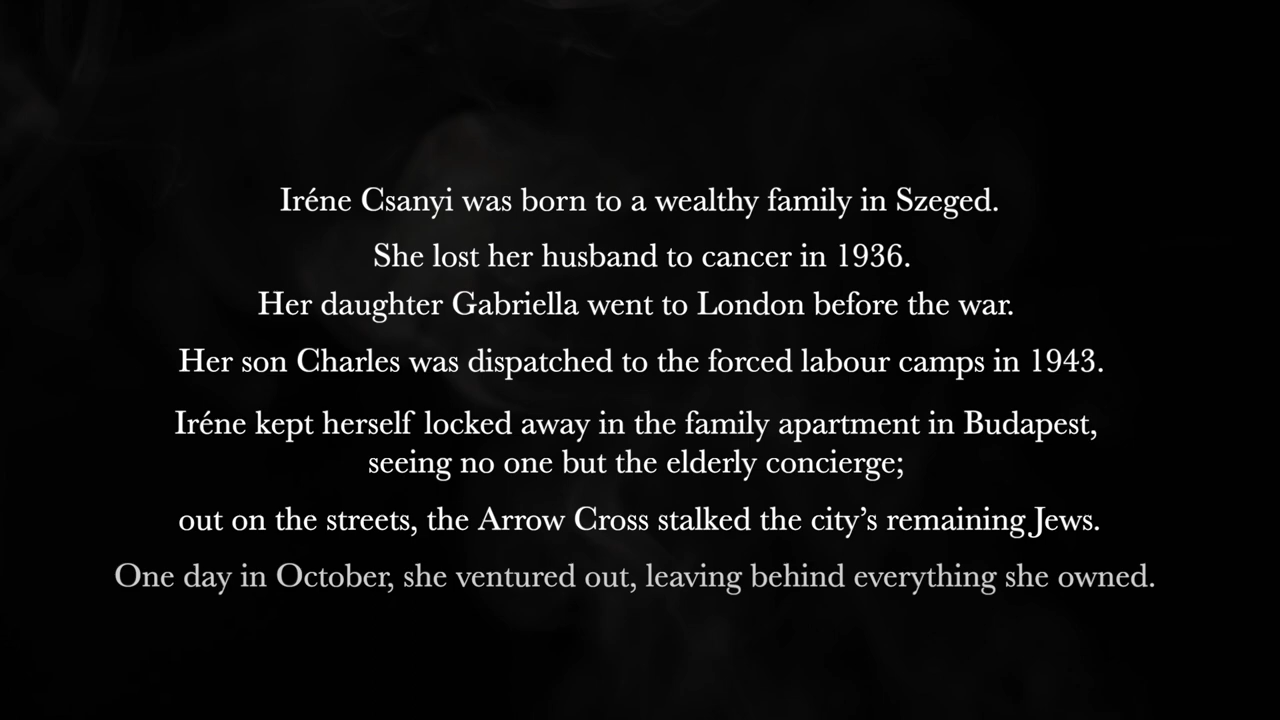 Iréne Csanyi was born to a wealthy family in Szeged.
She lost her husband to cancer in 1936.
Her daughter Gabriella went to London before the war.
Her son Charles was dispatched to the forced labour camps in 1943.
Iréne kept herself locked away in the family apartment in Budapest,
seeing no one but the elderly concierge;
out on the streets, the Arrow Cross stalked the city’s remaining Jews.
One day in October, she ventured out, leaving behind everything she owned.